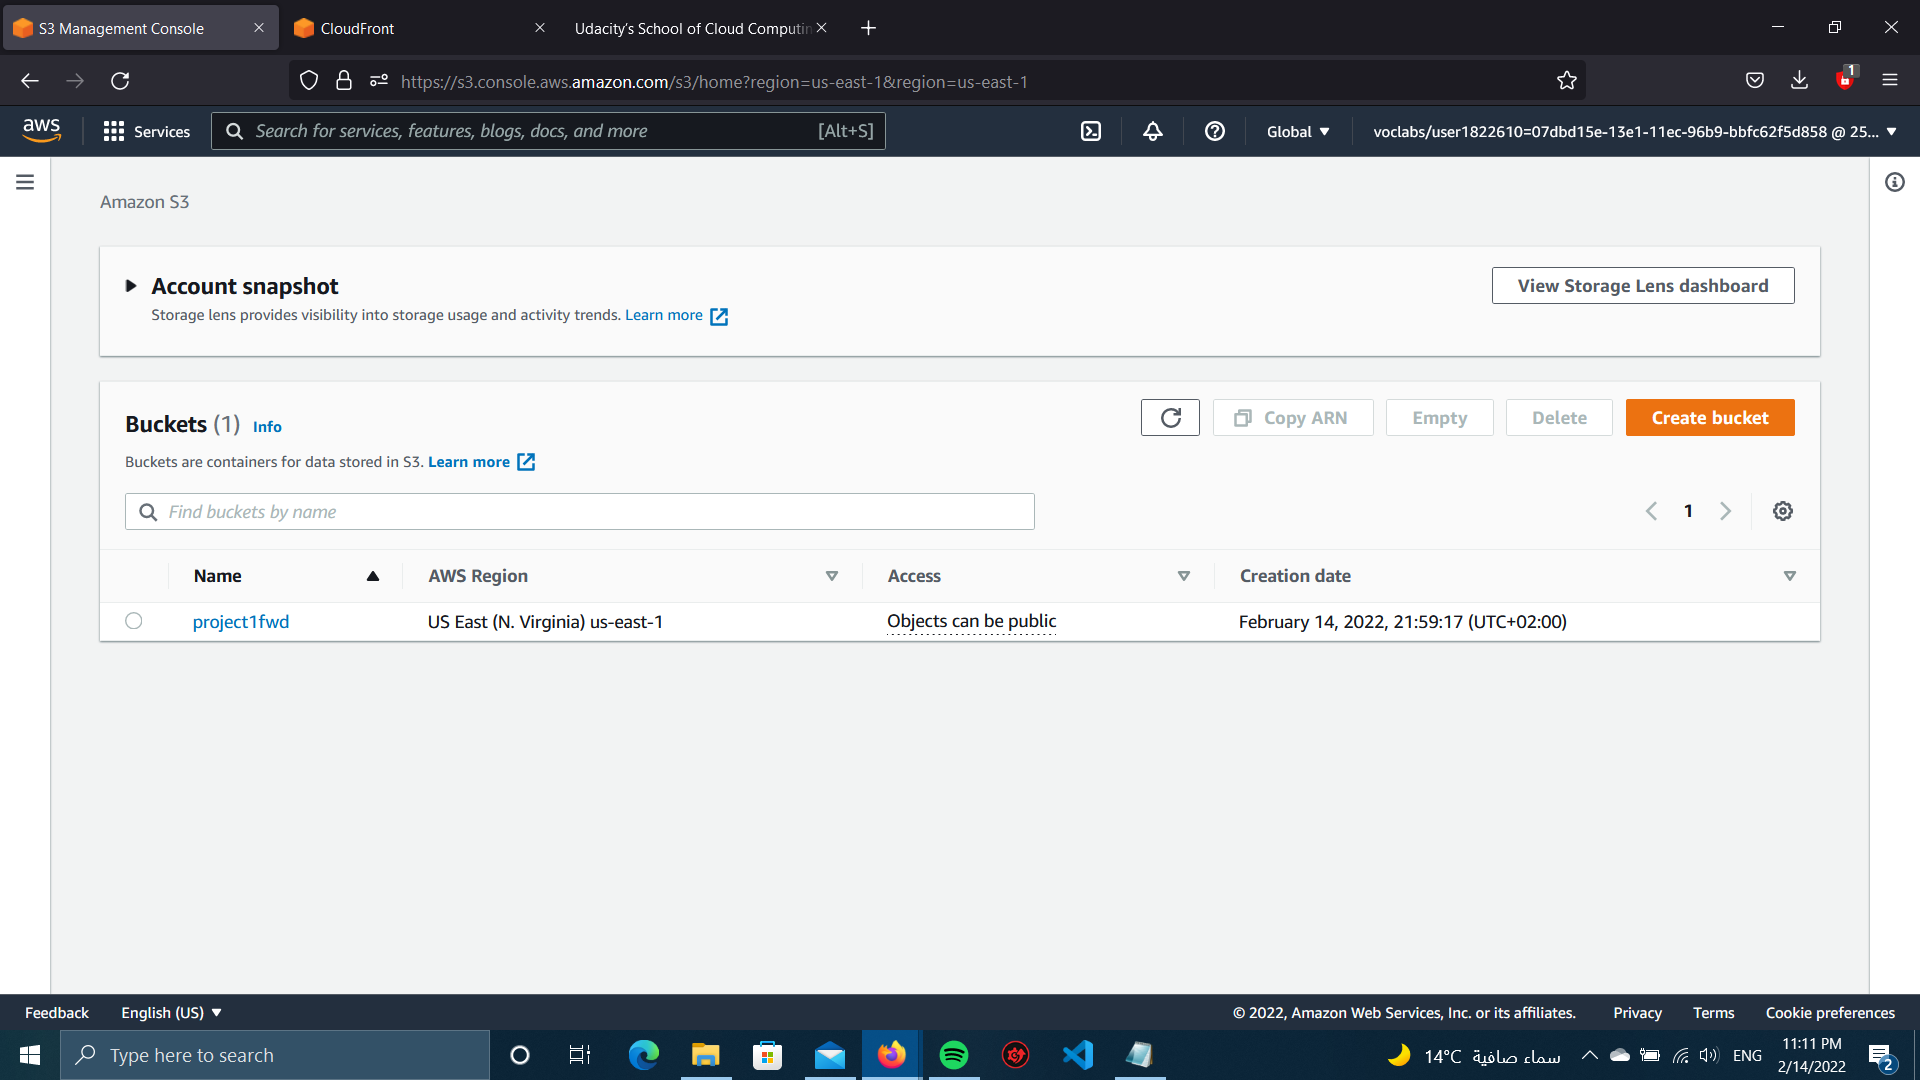 S3 Management Console
CloudFront
Udacity's School of Cloud Computin
https://s3.console.aws.amazon.com/s3/home?region=us-east-1&region=us-east-1
1
aws
Services
Search for services, features, blogs, docs, and more
[Alt+S]
Global
voclabs/user1822610=07dbd15e-13e1-11ec-96b9-bbfc62f5d858 @ 25...
Amazon S3
Account snapshot
View Storage Lens dashboard
Storage lens provides visibility into storage usage and activity trends. Learn more
Buckets (1) Info
Copy ARN
Empty
Delete
Create bucket
Buckets are containers for data stored in S3. Learn more
Find buckets by name
1
Name
AWS Region
Access
Creation date
project1fwd
US East (N. Virginia) us-east-1
Objects can be public
February 14, 2022, 21:59:17 (UTC+02:00)
Feedback
English (US)
© 2022, Amazon Web Services, Inc. or its affiliates.
Privacy
Terms
Cookie preferences
Type here to search
14°C سماء صافية
ENG
11:11 PM
2/14/2022
2